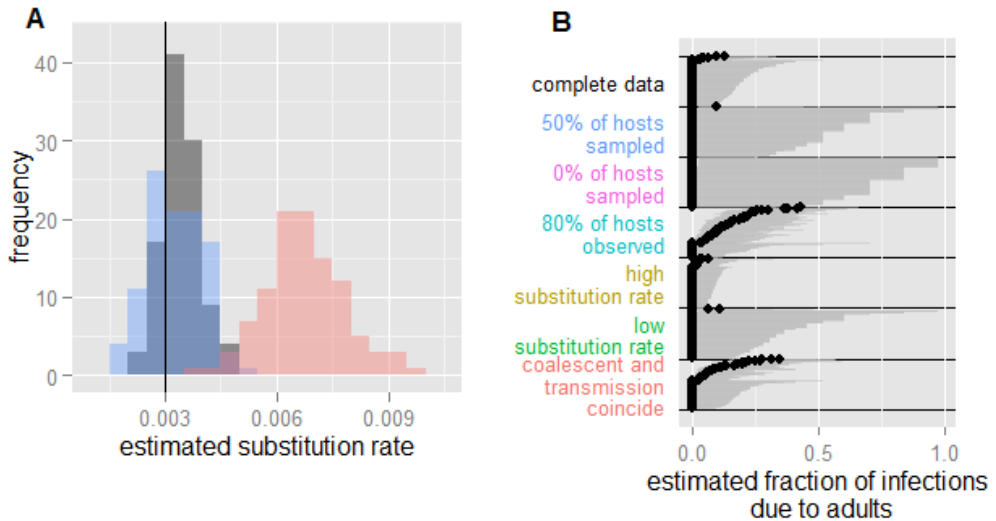 A
frequency
40
30
20
10
0
0.003
0.006
0.009
estimated substitution rate
B
complete data
50% of hosts
sampled
0% of hosts
sampled
80% of hosts
observed
high
substitution rate
low
substitution rate
coalescent and
transmission
coincide
0.0
0.5
1.0
estimated fraction of infections
due to adults